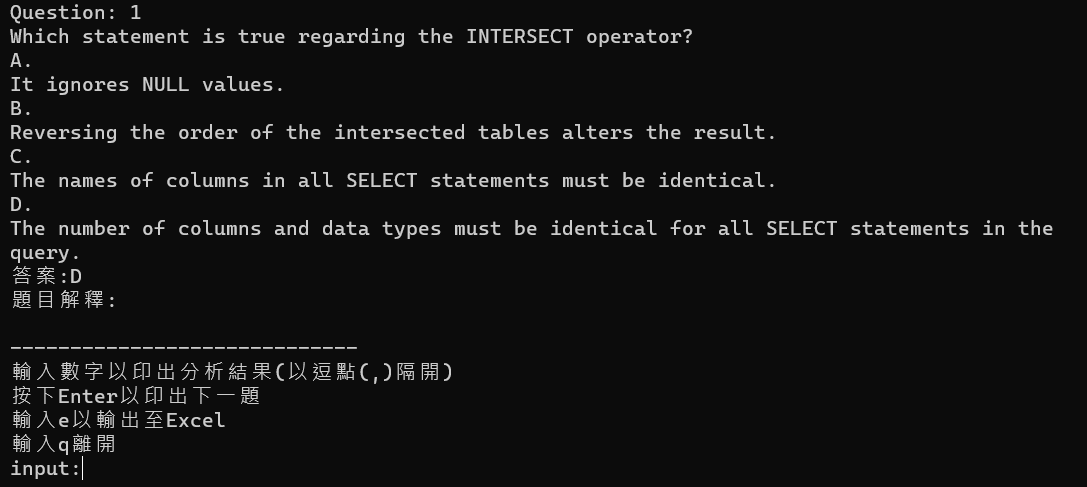 Question: 1
Which statement is true regarding the INTERSECT operator?
A.
It ignores NULL values.
B.
Reversing the order of the intersected tables alters the result.
C.
The names of columns in all SELECT statements must be identical.
D.
The number of columns and data types must be identical for all SELECT statements in the
query.
答案:D
題目解釋:
-----------------------------
輸入數字以印出分析結果(以逗點(,)隔開)
按下Enter以印出下一題
輸入e以輸出至Excel
輸入q離開
input: